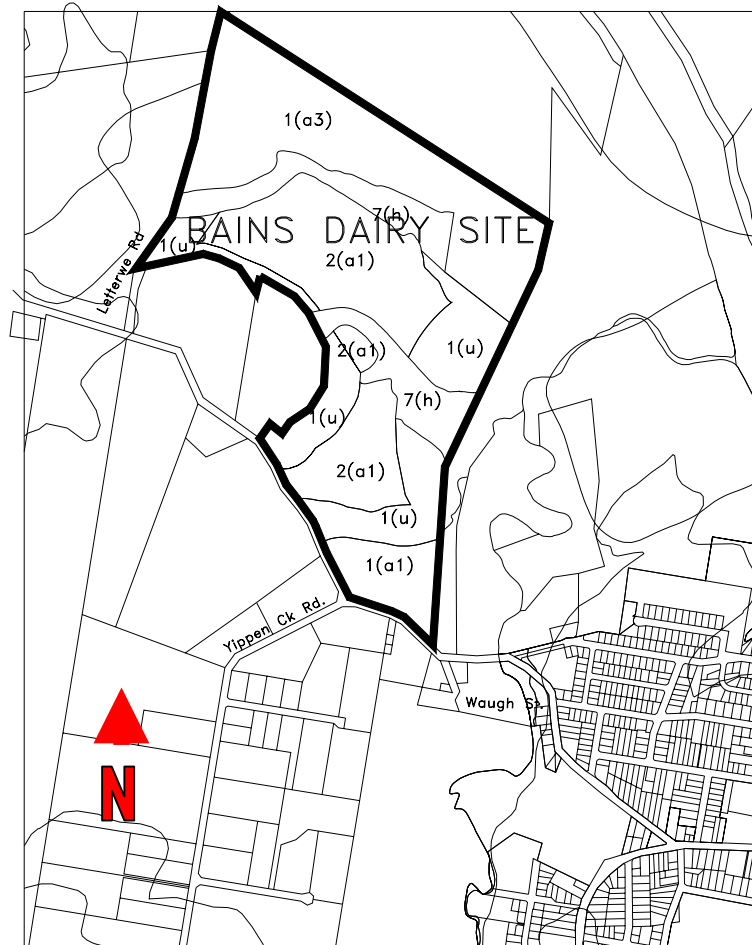 1(a3)
7(h)
BAINS DAIRY SITE
1(u)
2(a1)
Letterwe Rd
2(a1)
1(u)
7(h)
1(u)
2(a1)
1(u)
1(a1)
Yippen Ck Rd.
Waugh St.
N